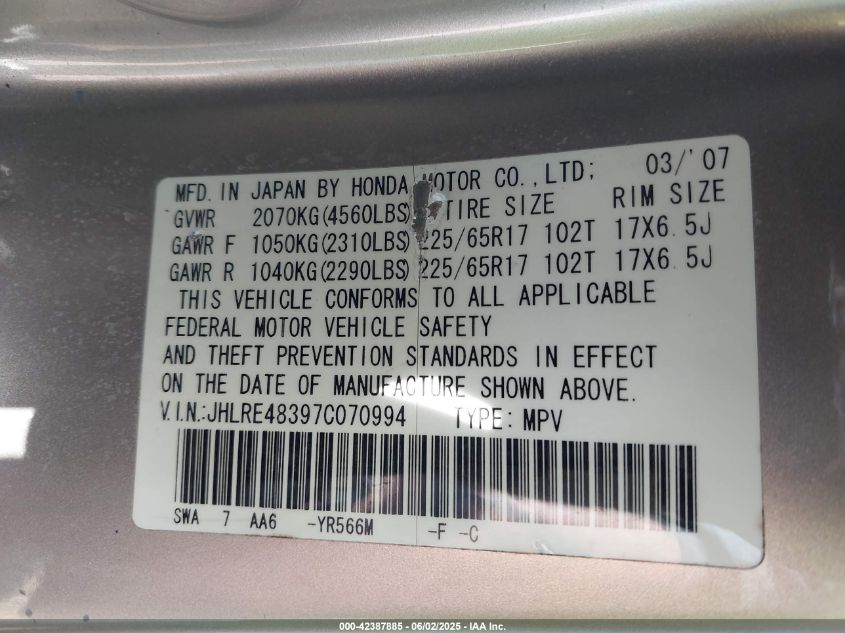 MFD. IN JAPAN BY HONDA MOTOR CO.,LTD; 03/'07
GVWR 2070KG(4560LBS) TIRE SIZE RIM SIZE
GAWR F 1050KG(2310LBS) 225/65R17 102T 17X6.5J
GAWR R 1040KG(2290LBS) 225/65R17 102T 17X6.5J
THIS VEHICLE CONFORMS TO ALL APPLICABLE
FEDERAL MOTOR VEHICLE SAFETY
AND THEFT PREVENTION STANDARDS IN EFFECT
ON THE DATE OF MANUFACTURE SHOWN ABOVE.
V.I.N.:JHLRE48397C070994 TYPE: MPV
SWA 7 AA6 -YR566M -F -C
000-42387885 - 06/02/2025 - IAA Inc.